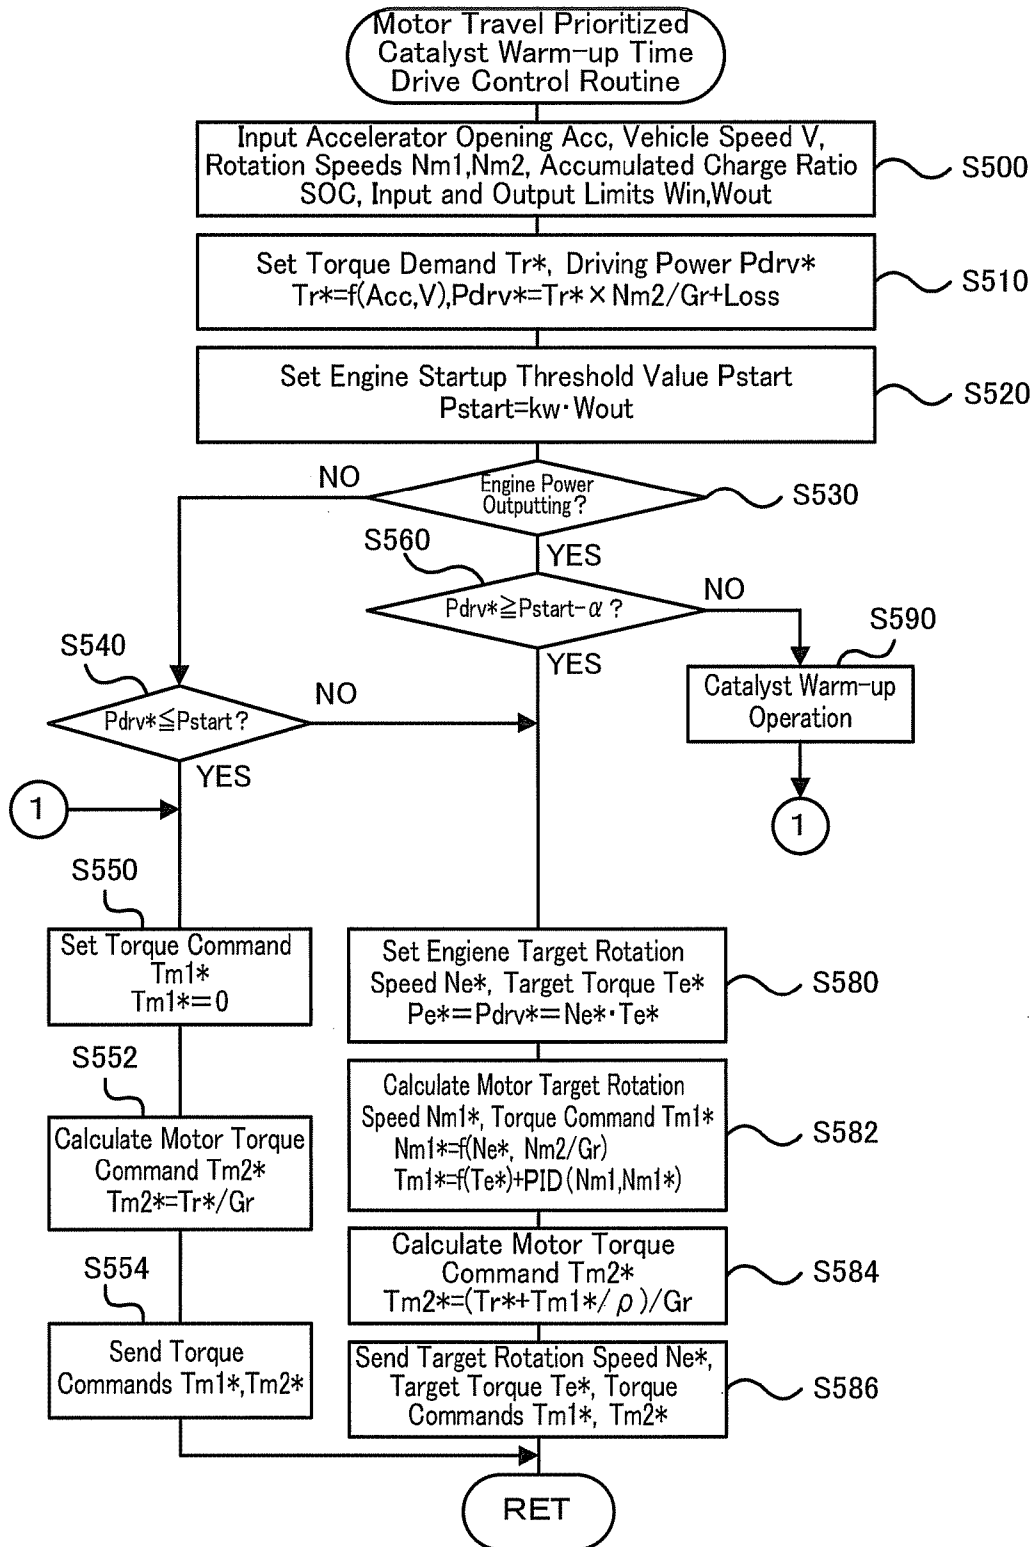 Motor Travel Prioritized
Catalyst Warm-up Time
Drive Control Routine
Input Accelerator Opening Acc, Vehicle Speed V,
Rotation Speeds Nm1,Nm2, Accumulated Charge Ratio
SOC, Input and Output Limits Win,Wout
S500
Set Torque Demand Tr*, Driving Power Pdrv*
Tr*=f(Acc,V),Pdrv*=Tr*×Nm2/Gr+Loss
S510
Set Engine Startup Threshold Value Pstart
Pstart=kw·Wout
S520
Engine Power
Outputting?
S530
NO
YES
S560
Pdrv*≧Pstart-α?
NO
YES
S590
Catalyst Warm-up
Operation
1
S540
Pdrv*≦Pstart?
NO
YES
1
S550
Set Torque Command
Tm1*
Tm1*=0
S552
Calculate Motor Torque
Command Tm2*
Tm2*=Tr*/Gr
S554
Send Torque
Commands Tm1*,Tm2*
Set Engiene Target Rotation
Speed Ne*, Target Torque Te*
Pe*=Pdrv*=Ne*·Te*
S580
Calculate Motor Target Rotation
Speed Nm1*, Torque Command Tm1*
Nm1*=f(Ne*, Nm2/Gr)
Tm1*=f(Te*)+PID(Nm1,Nm1*)
S582
Calculate Motor Torque
Command Tm2*
Tm2*=(Tr*+Tm1*/ρ)/Gr
S584
Send Target Rotation Speed Ne*,
Target Torque Te*, Torque
Commands Tm1*, Tm2*
S586
RET